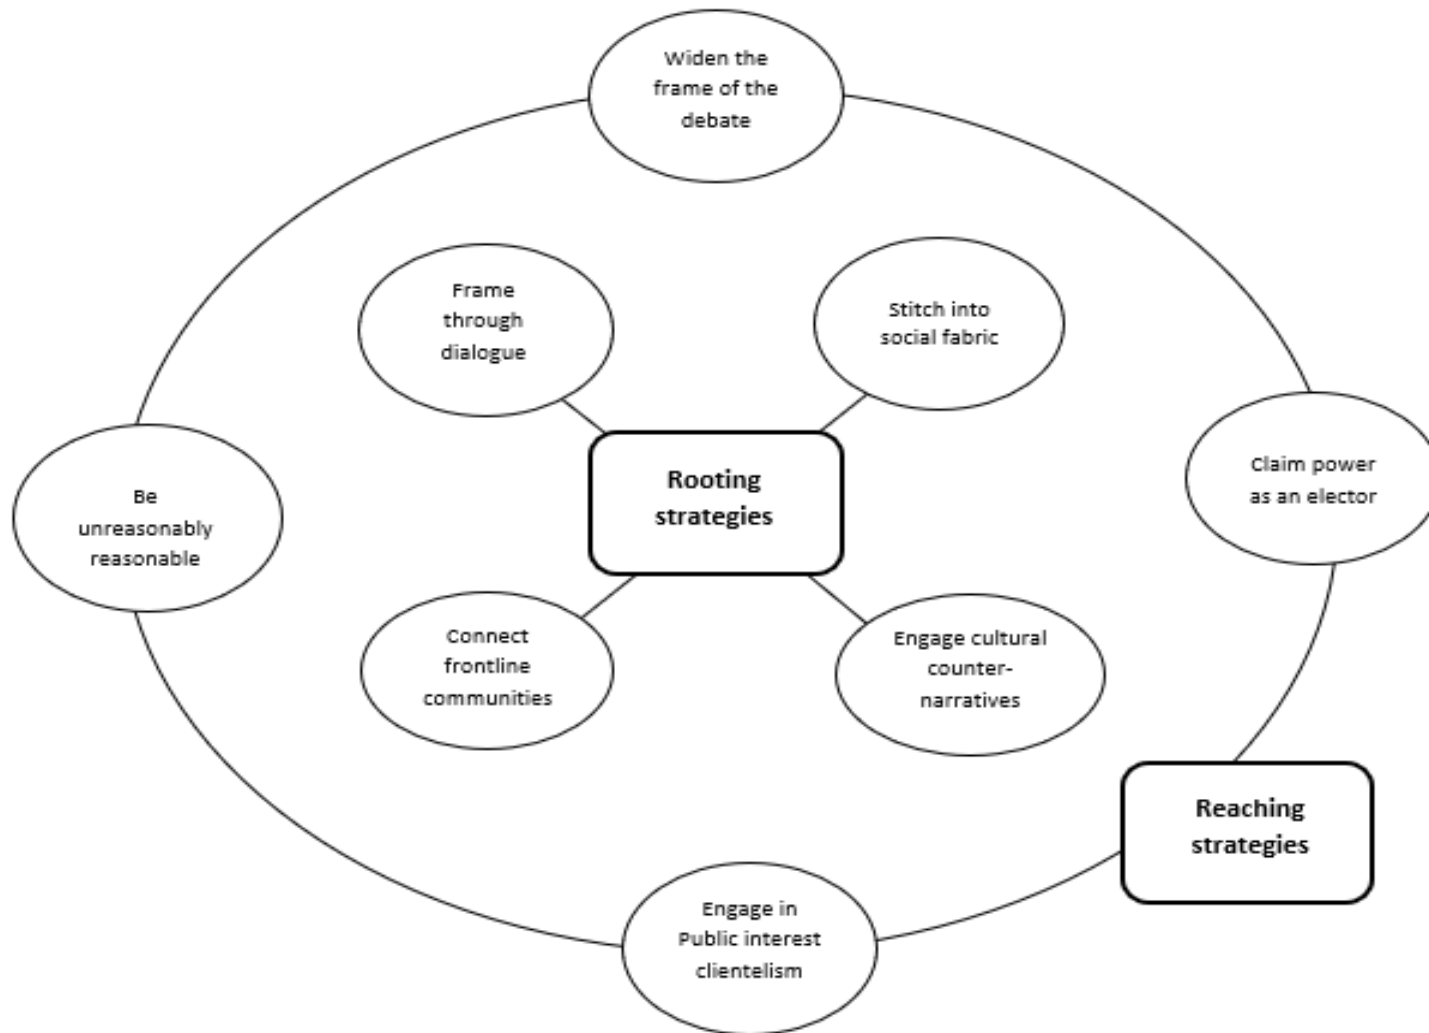 Widen the
frame of the
debate
Frame
through
dialogue
Stitch into
social fabric
Rooting
strategies
Claim power
as an elector
Be
unreasonably
reasonable
Connect
frontline
communities
Engage cultural
counter-
narratives
Reaching
strategies
Engage in
Public interest
clientelism